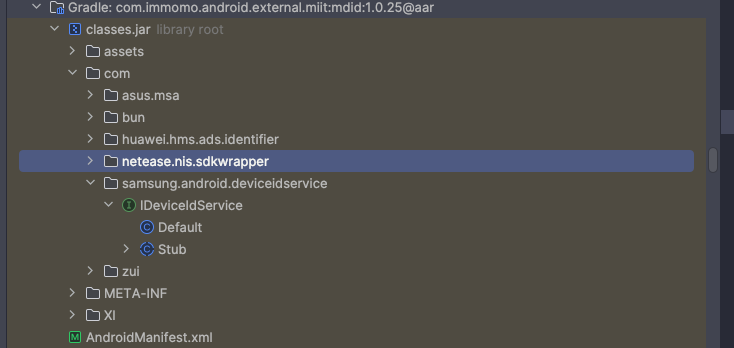 Gradle: com.immomo.android.external.miit:mdid:1.0.25@aar
classes.jar library root
assets
com
asus.msa
bun
huawei.hms.ads.identifier
netease.nis.sdkwrapper
samsung.android.deviceidservice
IDeviceIdService
Default
Stub
zui
META-INF
XI
AndroidManifest.xml